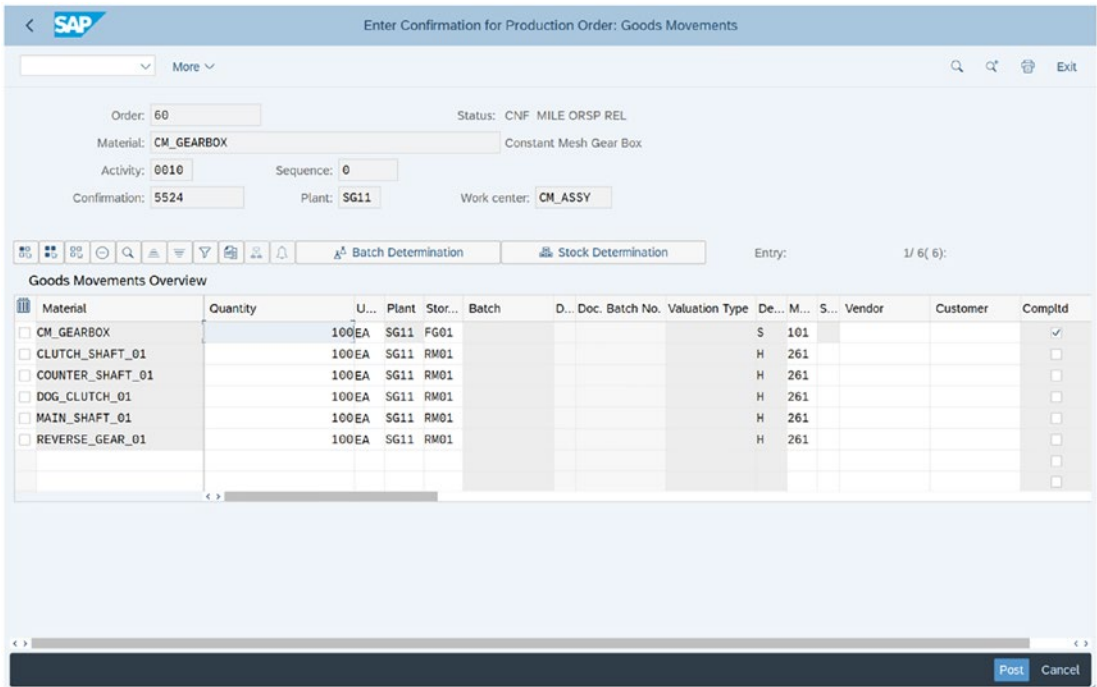 SAP Enter Confirmation for Production Order: Goods Movements
More Exit
Order: 60 Status: CNF MILE ORSP REL
Material: CM_GEARBOX Constant Mesh Gear Box
Activity: 0010 Sequence: 0
Confirmation: 5524 Plant: SG11 Work center: CM_ASSY
Batch Determination Stock Determination Entry: 1/ 6( 6):
Goods Movements Overview
Material Quantity U... Plant Stor... Batch D... Doc. Batch No. Valuation Type De... M... S... Vendor Customer Compltd
CM_GEARBOX 100 EA SG11 FG01 S 101
CLUTCH_SHAFT_01 100 EA SG11 RM01 H 261
COUNTER_SHAFT_01 100 EA SG11 RM01 H 261
DOG_CLUTCH_01 100 EA SG11 RM01 H 261
MAIN_SHAFT_01 100 EA SG11 RM01 H 261
REVERSE_GEAR_01 100 EA SG11 RM01 H 261
Post Cancel